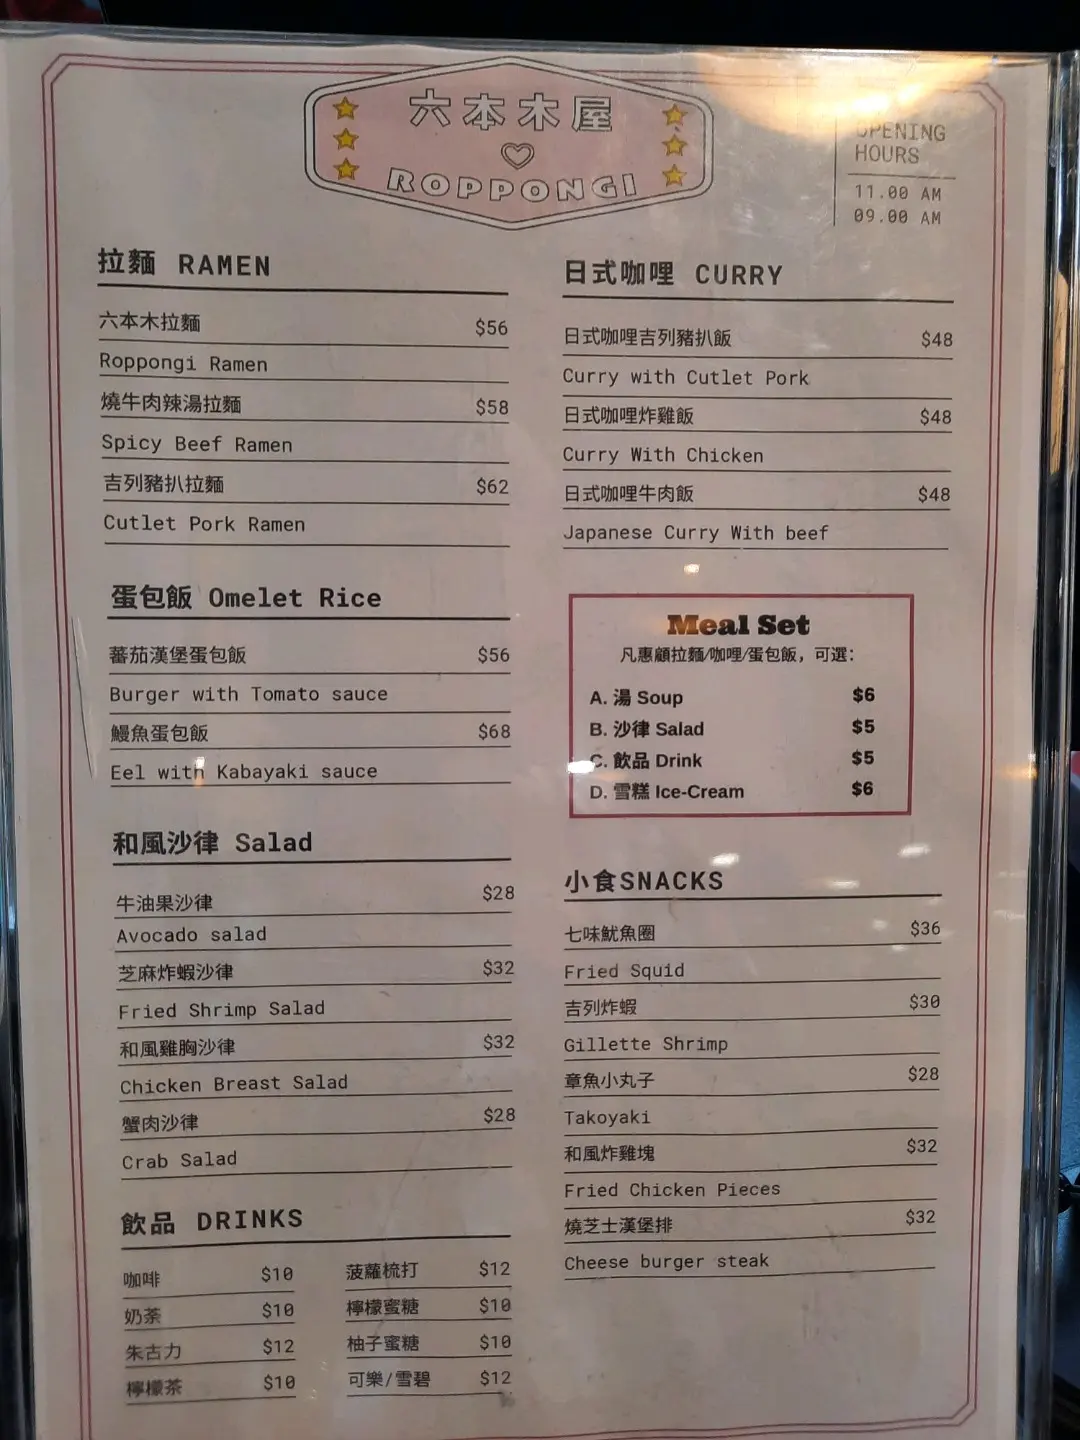 六本木屋
ROPPONGI
OPENING
HOURS
11.00 AM
09.00 AM
拉麵 RAMEN
六本木拉麵 $56
Roppongi Ramen
燒牛肉辣湯拉麵 $58
Spicy Beef Ramen
吉列豬扒拉麵 $62
Cutlet Pork Ramen
蛋包飯 Omelet Rice
蕃茄漢堡蛋包飯 $56
Burger with Tomato sauce
鰻魚蛋包飯 $68
Eel with Kabayaki sauce
和風沙律 Salad
牛油果沙律 $28
Avocado salad
芝麻炸蝦沙律 $32
Fried Shrimp Salad
和風雞胸沙律 $32
Chicken Breast Salad
蟹肉沙律 $28
Crab Salad
飲品 DRINKS
咖啡 $10
奶茶 $10
朱古力 $12
檸檬茶 $10
菠蘿梳打 $12
檸檬蜜糖 $10
柚子蜜糖 $10
可樂/雪碧 $12
日式咖哩 CURRY
日式咖哩吉列豬扒飯 $48
Curry with Cutlet Pork
日式咖哩炸雞飯 $48
Curry With Chicken
日式咖哩牛肉飯 $48
Japanese Curry With beef
Meal Set
凡惠顧拉麵/咖哩/蛋包飯，可選：
A. 湯 Soup $6
B. 沙律 Salad $5
C. 飲品 Drink $5
D. 雪糕 Ice-Cream $6
小食SNACKS
七味魷魚圈 $36
Fried Squid
吉列炸蝦 $30
Gillette Shrimp
章魚小丸子 $28
Takoyaki
和風炸雞塊 $32
Fried Chicken Pieces
燒芝士漢堡排 $32
Cheese burger steak